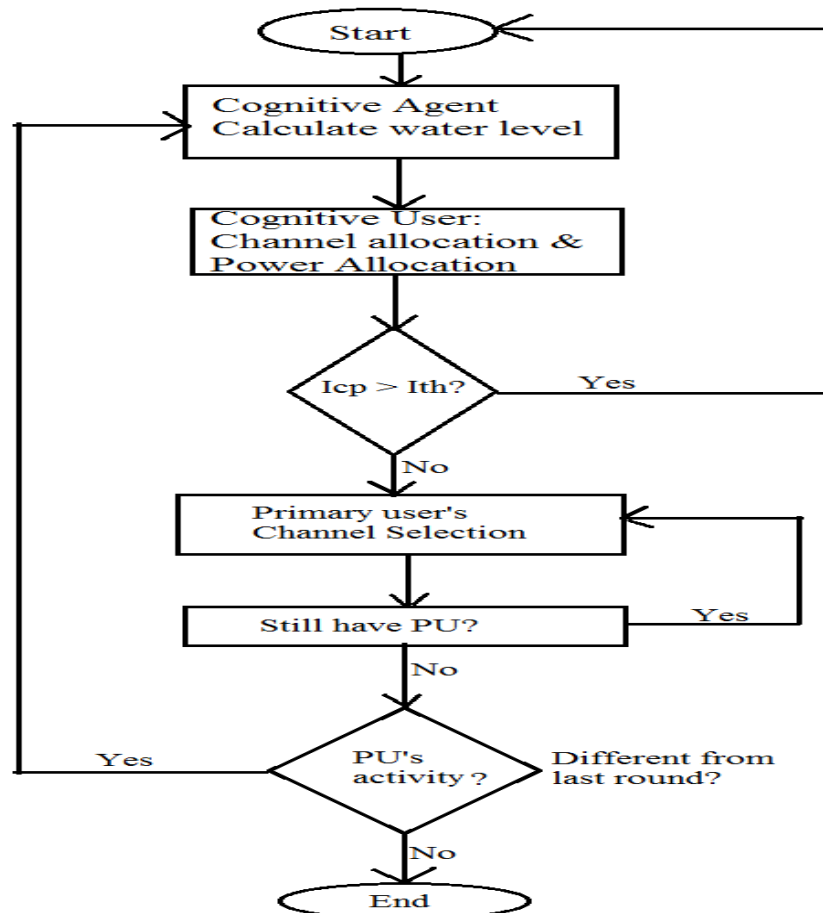 Start
Cognitive Agent
Calculate water level
Cognitive User:
Channel allocation &
Power Allocation
Icp > Ith?
Yes
No
Primary user's
Channel Selection
Still have PU?
Yes
No
Yes
PU's
activity ?
Different from
last round?
No
End